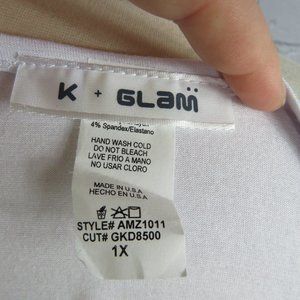 K + GLam
4% Spandex/Elastano
HAND WASH COLD
DO NOT BLEACH
LAVE FRIO A MANO
NO USAR CLORO
MADE IN U.S.A
HECHO EN U.S.A.
STYLE# AMZ1011
CUT# GKD8500
1X